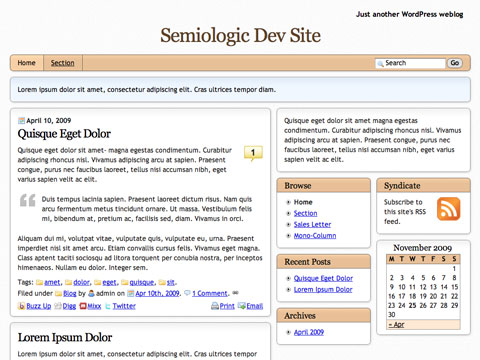 Just another WordPress weblog
Semiologic Dev Site
Home
Section
Search
Go
Lorem ipsum dolor sit amet, consectetur adipiscing elit. Cras ultrices tempor diam.
April 10, 2009
Quisque Eget Dolor
1
Quisque eget dolor sit amet- magna egestas condimentum. Curabitur
adipiscing rhoncus nisl. Vivamus adipiscing arcu at sapien. Praesent
congue, purus nec faucibus laoreet, tellus nisi accumsan nibh, eget
varius sapien velit ac elit.
Duis tempus lacinia sapien. Praesent laoreet dictum risus. Nam quis
arcu fermentum metus tincidunt ornare. Ut massa. Vestibulum felis
mi, bibendum at, pretium ac, facilisis sed, diam. Vivamus in orci.
Aliquam dui mi, volutpat vitae, vulputate quis, vulputate eu, urna. Praesent
imperdiet nisl sit amet arcu. Etiam convallis cursus felis. Vivamus eget magna.
Class aptent taciti sociosqu ad litora torquent per conubia nostra, per inceptos
himenaeos. Nullam eu dolor. Integer sem.
Tags: amet, dolor, eget, quisque, sit.
Filed under Blog by admin on Apr 10th, 2009. 1 Comment.
Buzz Up Digg Mixx Twitter Print Email
Lorem Ipsum Dolor
Lorem ipsum dolor sit amet, consectetur adipiscing elit. Cras ultrices tempor
Quisque eget dolor sit amet magna egestas
condimentum. Curabitur adipiscing rhoncus nisl. Vivamus
adipiscing arcu at sapien. Praesent congue, purus nec
faucibus laoreet, tellus nisi accumsan nibh, eget varius
sapien velit ac elit.
Browse
Home
Section
Sales Letter
Mono-Column
Recent Posts
Quisque Eget Dolor
Lorem Ipsum Dolor
Archives
April 2009
Syndicate
Subscribe to
this site's RSS
feed.
November 2009
M T W T F S S
1
2 3 4 5 6 7 8
9 10 11 12 13 14 15
16 17 18 19 20 21 22
23 24 25 26 27 28 29
30
« Apr